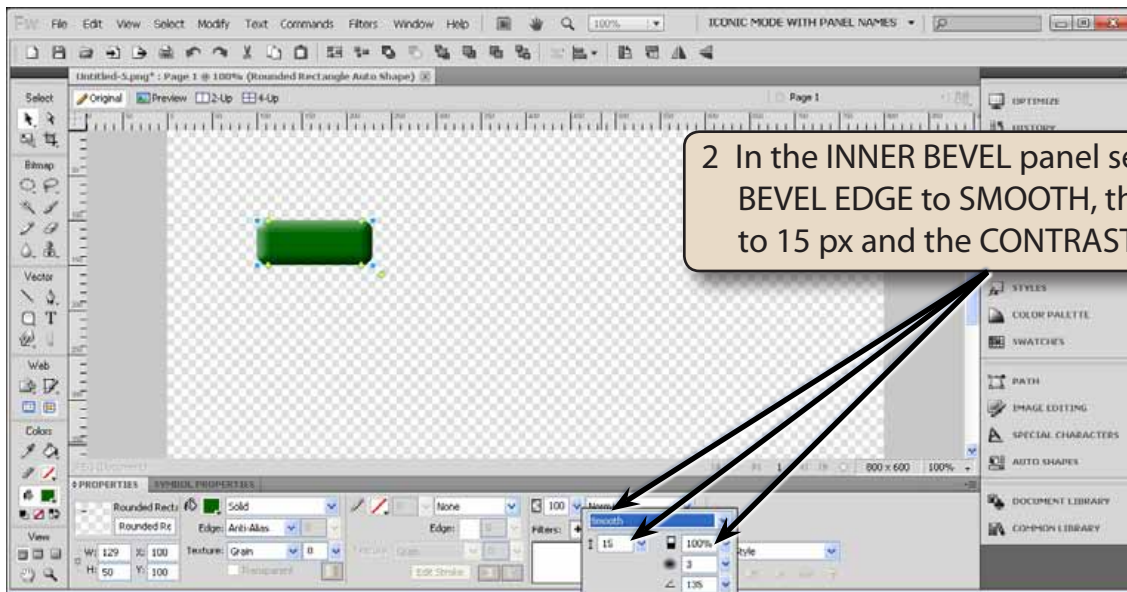 Fw File Edit View Select Modify Text Commands Filters Window Help 100% ICONIC MODE WITH PANEL NAMES
Untitled-5.png* : Page 1 @ 100% (Rounded Rectangle Auto Shape)
Select Original Preview 2-Up 4-Up Page 1
OPTIMIZE
HISTORY
2 In the INNER BEVEL panel se
BEVEL EDGE to SMOOTH, th
to 15 px and the CONTRAST
Bitmap
Vector
STYLES
COLOR PALETTE
SWATCHES
Web
PATH
IMAGE EDITING
Colors
SPECIAL CHARACTERS
AUTO SHAPES
1 800 x 600 100%
PROPERTIES SYMBOL PROPERTIES
DOCUMENT LIBRARY
COMMON LIBRARY
Rounded Recta Solid None 100 Normal
Smooth
Rounded Re Edge: Anti-Alias Edge: Filters:
View
15 100% Style
W: 129 X: 100 Texture: Grain 0
Transparent Edit Stroke
3
H: 50 Y: 100
135